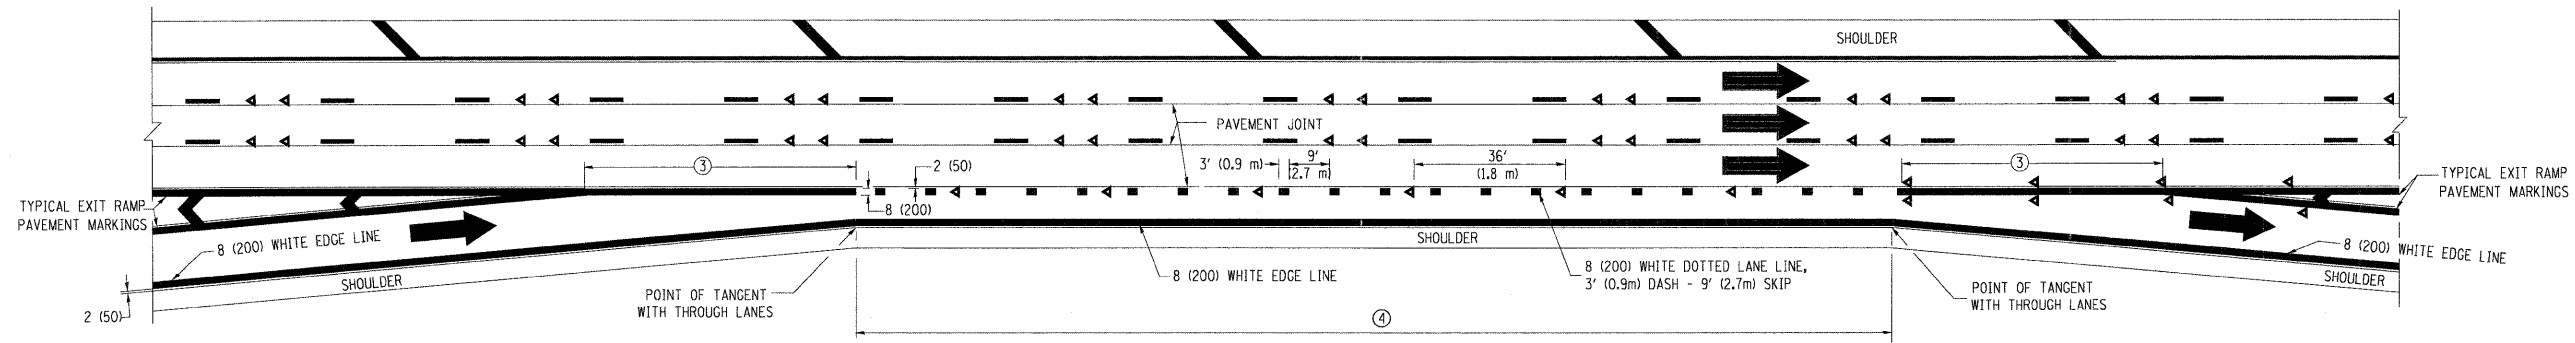 SHOULDER
PAVEMENT JOINT
3' (0.9 m)
9'
2.7 m
36'
(1.8 m)
③
2 (50)
8 (200)
③
TYPICAL EXIT RAMP
PAVEMENT MARKINGS
TYPICAL EXIT RAMP
PAVEMENT MARKINGS
8 (200) WHITE EDGE LINE
SHOULDER
2 (50)
POINT OF TANGENT
WITH THROUGH LANES
8 (200) WHITE EDGE LINE
SHOULDER
8 (200) WHITE DOTTED LANE LINE,
3' (0.9m) DASH - 9' (2.7m) SKIP
④
POINT OF TANGENT
WITH THROUGH LANES
8 (200) WHITE EDGE LINE
SHOULDER